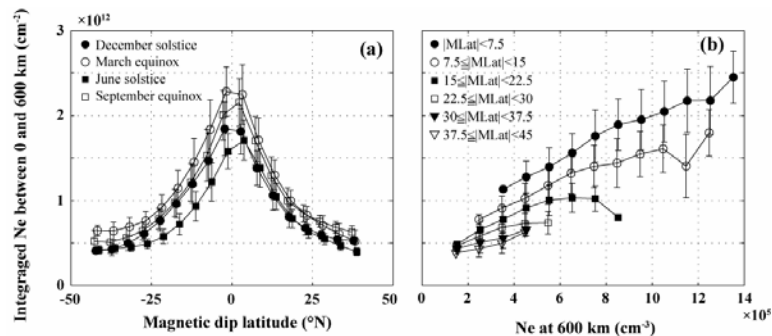 ×10¹²
3
2
1
0
Integraged Ne between 0 and 600 km (cm⁻²)
(a)
December solstice
March equinox
June solstice
September equinox
-50 -25 0 25 50
Magnetic dip latitude (°N)
(b)
|MLat|<7.5
7.5≦|MLat|<15
15≦|MLat|<22.5
22.5≦|MLat|<30
30≦|MLat|<37.5
37.5≦|MLat|<45
0 2 4 6 8 10 12 14
×10⁵
Ne at 600 km (cm⁻³)